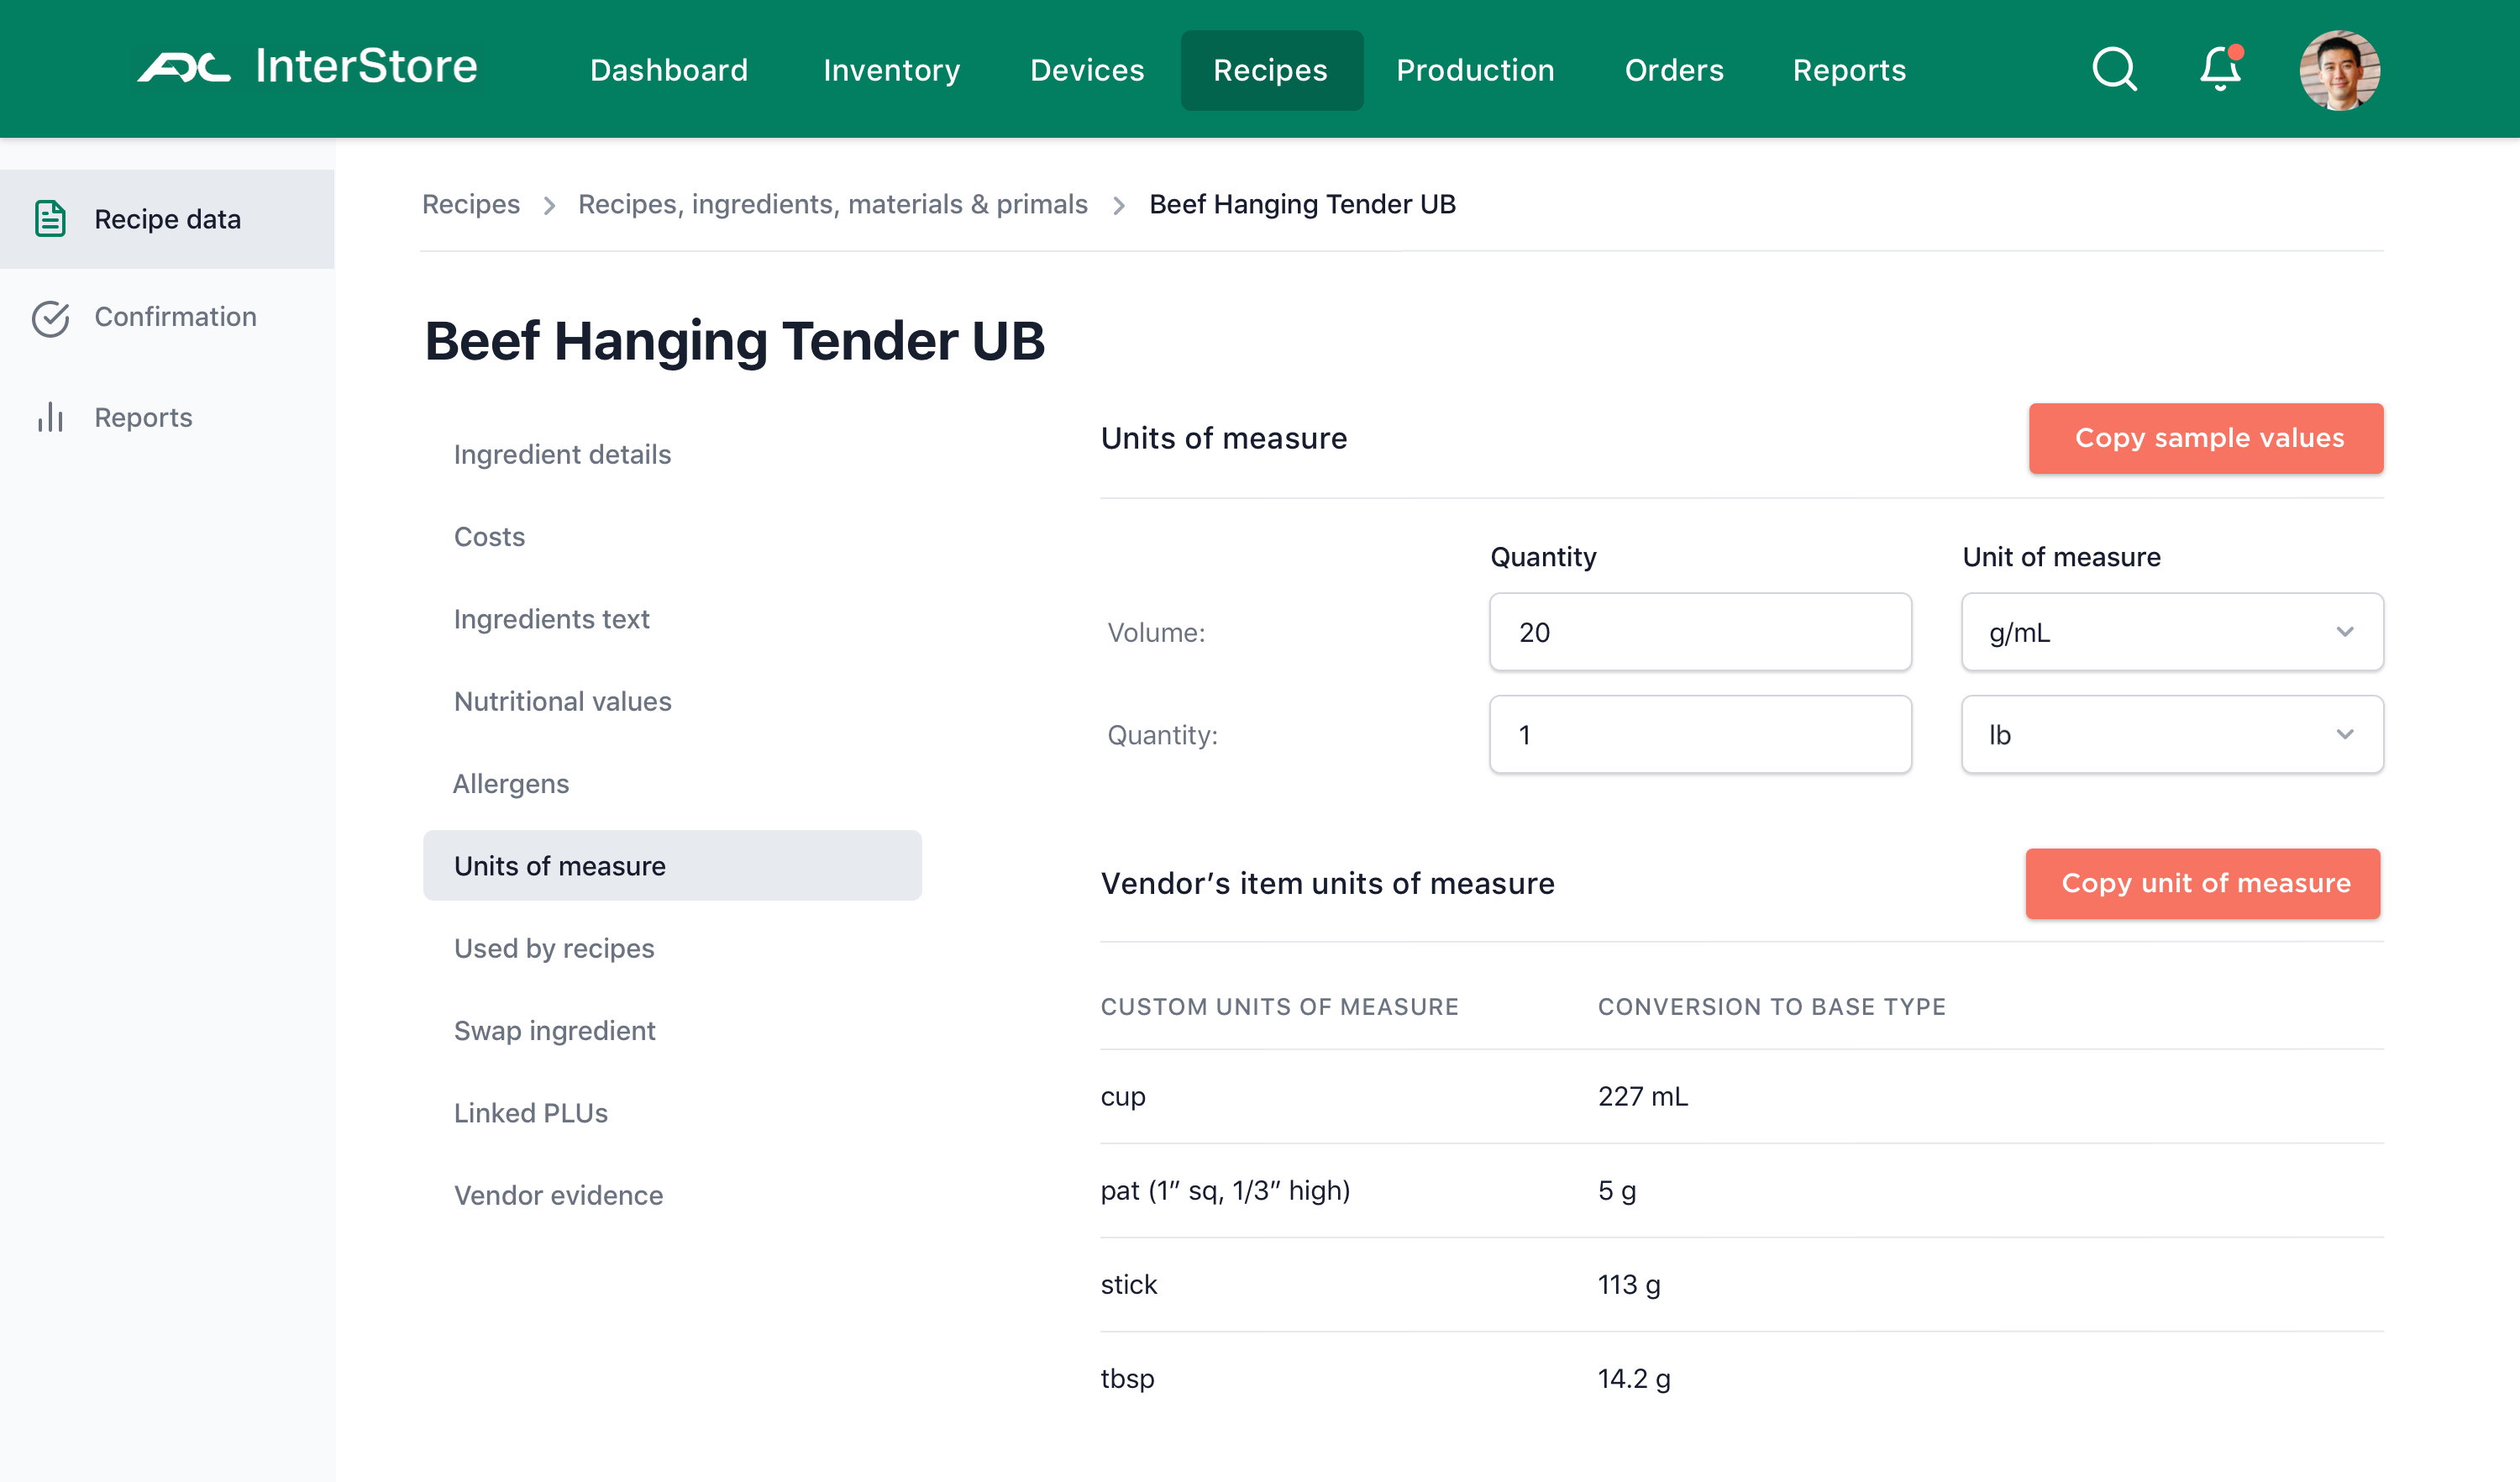 ADC InterStore Dashboard Inventory Devices Recipes Production Orders Reports
Recipe data
Confirmation
Reports
Recipes > Recipes, ingredients, materials & primals > Beef Hanging Tender UB
Beef Hanging Tender UB
Ingredient details
Costs
Ingredients text
Nutritional values
Allergens
Units of measure
Used by recipes
Swap ingredient
Linked PLUs
Vendor evidence
Units of measure Copy sample values
Quantity Unit of measure
Volume: 20 g/mL
Quantity: 1 lb
Vendor’s item units of measure Copy unit of measure
CUSTOM UNITS OF MEASURE CONVERSION TO BASE TYPE
cup 227 mL
pat (1” sq, 1/3” high) 5 g
stick 113 g
tbsp 14.2 g